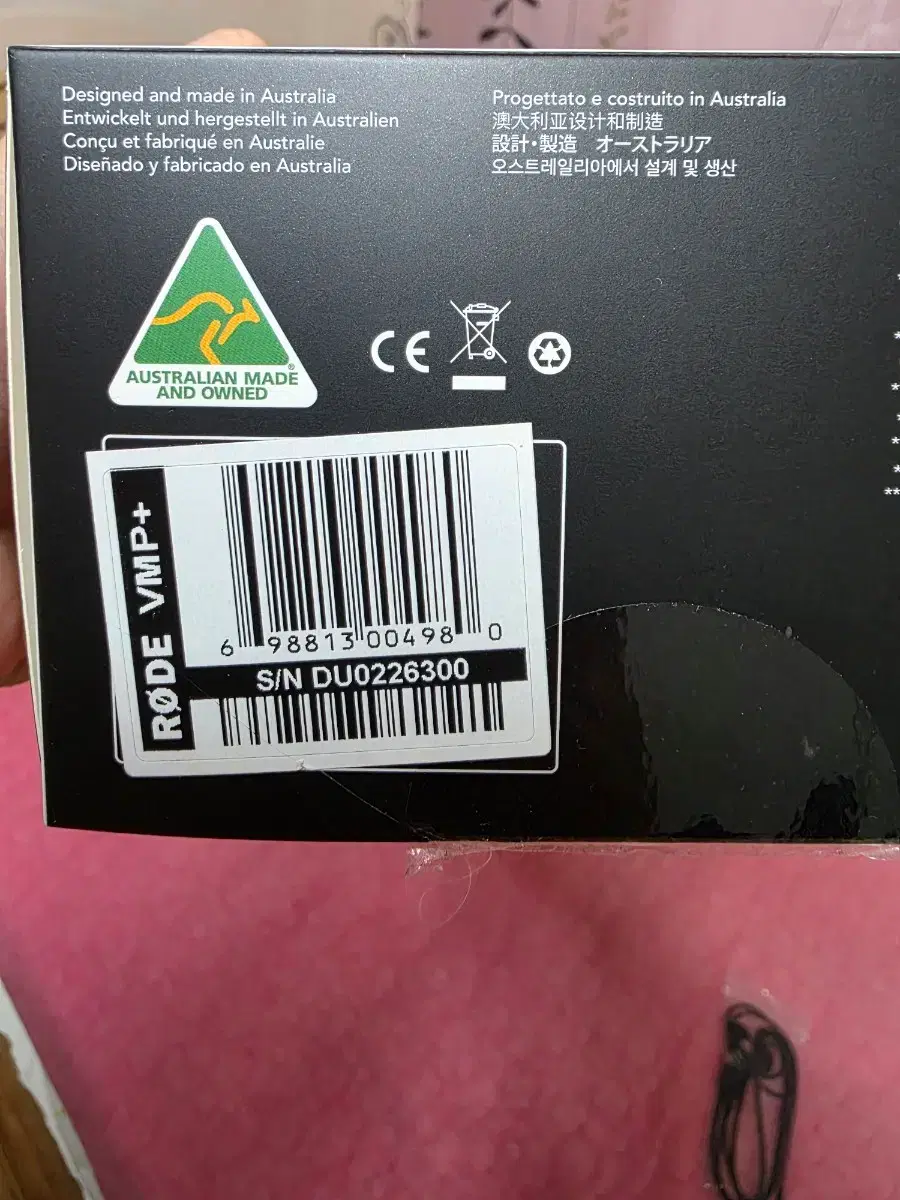 Designed and made in Australia
Entwickelt und hergestellt in Australien
Conçu et fabriqué en Australie
Diseñado y fabricado en Australia
Progettato e costruito in Australia
澳大利亚设计和制造
設計・製造　オーストラリア
오스트레일리아에서 설계 및 생산
AUSTRALIAN MADE®
AND OWNED
CE
RØDE VMP+
6 98813 00498 0
S/N DU0226300
*
*
*
*
*
*
**